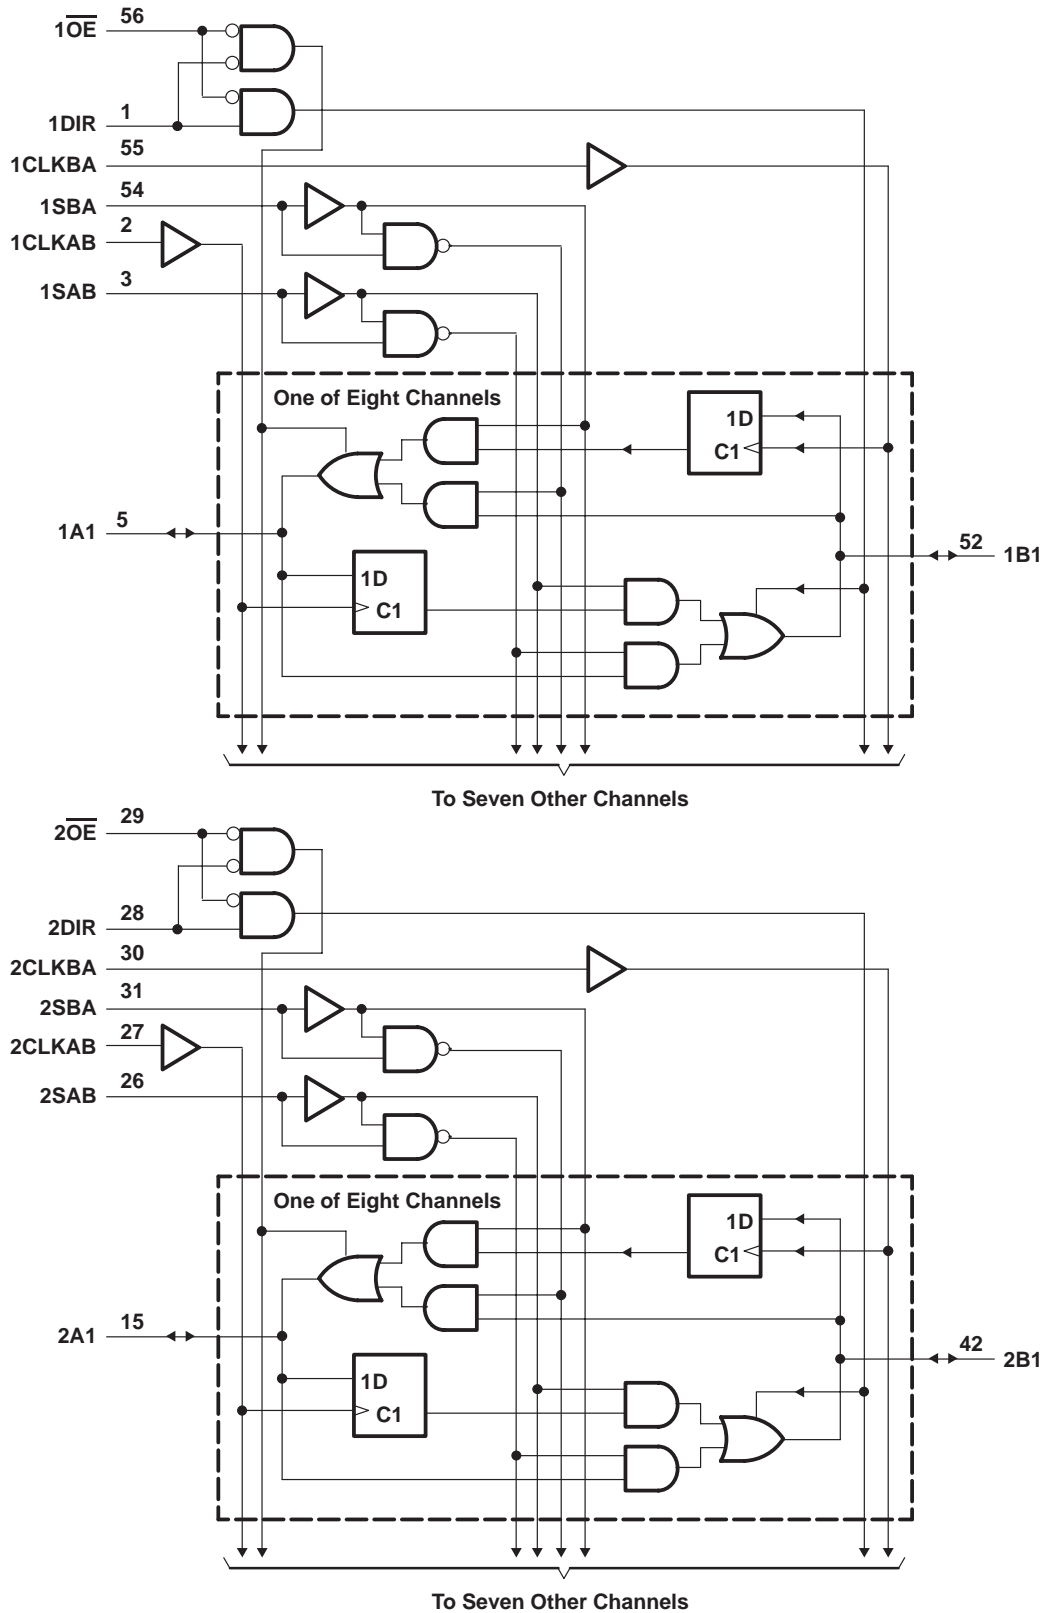 1O̅E̅ 56
1DIR 1
1CLKBA 55
1SBA 54
1CLKAB 2
1SAB 3
One of Eight Channels
1D
C1
1A1 5
52 1B1
1D
C1
To Seven Other Channels
2O̅E̅ 29
2DIR 28
2CLKBA 30
2SBA 31
2CLKAB 27
2SAB 26
One of Eight Channels
1D
C1
2A1 15
42 2B1
1D
C1
To Seven Other Channels